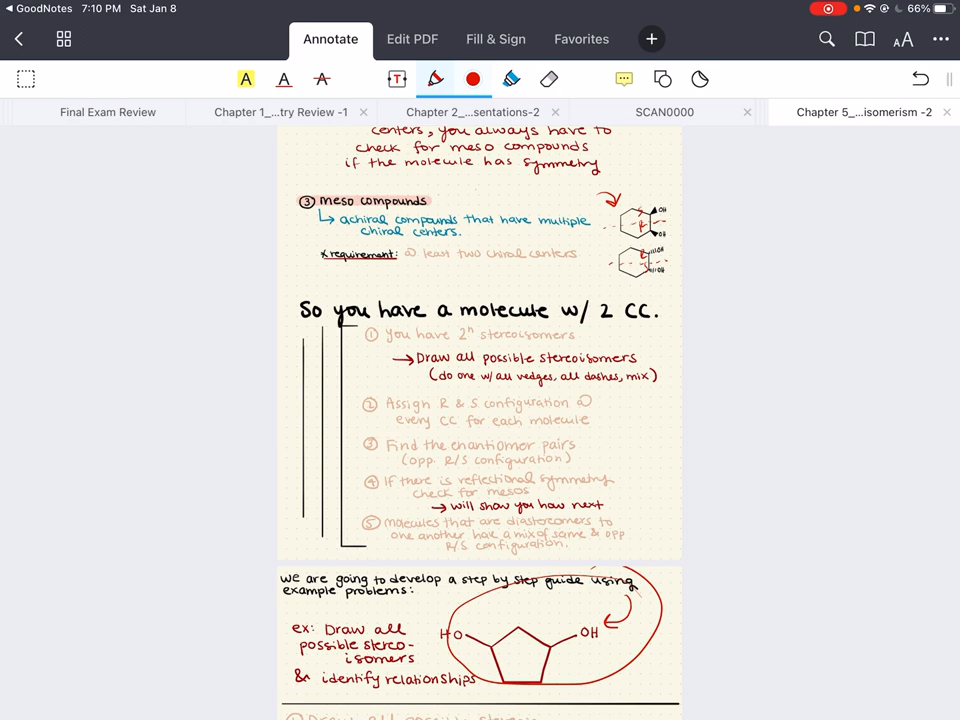 GoodNotes 7:10 PM Sat Jan 8 66%
Annotate Edit PDF Fill & Sign Favorites
A A A T AA
Final Exam Review Chapter 1_...try Review -1 Chapter 2_...sentations-2 SCAN0000 Chapter 5_...isomerism -2
centers, you always have to
check for meso compounds
if the molecule has symmetry
③ meso compounds
↳ achiral compounds that have multiple
chiral centers.
* requirement: @ least two chiral centers
S OH
R OH
R OH
S OH
So you have a molecule w/ 2 CC.
① You have 2ⁿ stereoisomers
→ Draw all possible stereoisomers
(do one w/ all wedges, all dashes, mix)
② Assign R & S configuration @
every CC for each molecule
③ Find the enantiomer pairs
(opp. R/S configuration)
④ If there is reflectional symmetry
check for mesos
→ will show you how next
⑤ molecules that are diastereomers to
one another have a mix of same & opp
R/S configuration.
we are going to develop a step by step guide using
example problems:
ex: Draw all
possible stereo-
isomers
& identify relationships
HO OH